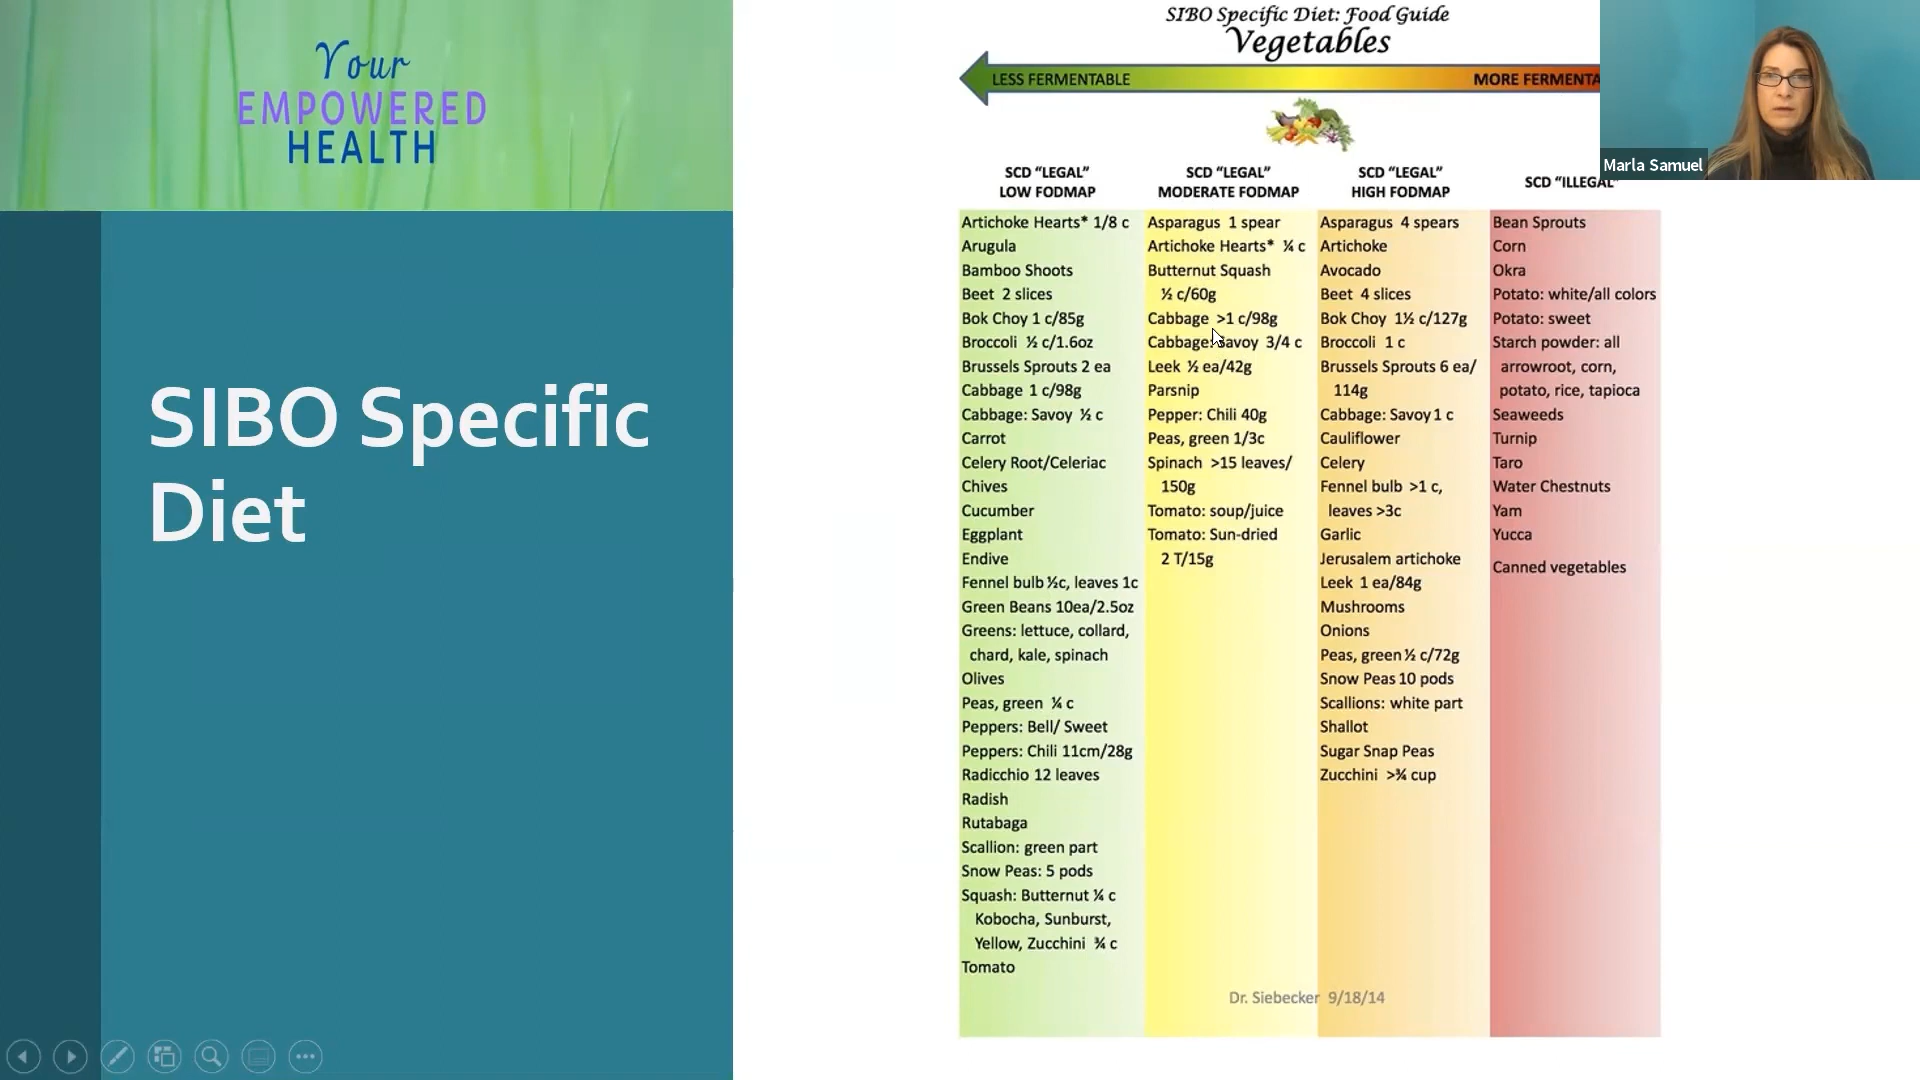 Your
EMPOWERED
HEALTH
SIBO Specific
Diet
SIBO Specific Diet: Food Guide
Vegetables
LESS FERMENTABLE
MORE FERMENTA
Marla Samuel
SCD “LEGAL”
LOW FODMAP
Artichoke Hearts* 1/8 c
Arugula
Bamboo Shoots
Beet 2 slices
Bok Choy 1 c/85g
Broccoli ½ c/1.6oz
Brussels Sprouts 2 ea
Cabbage 1 c/98g
Cabbage: Savoy ½ c
Carrot
Celery Root/Celeriac
Chives
Cucumber
Eggplant
Endive
Fennel bulb ½c, leaves 1c
Green Beans 10ea/2.5oz
Greens: lettuce, collard,
chard, kale, spinach
Olives
Peas, green ¼ c
Peppers: Bell/ Sweet
Peppers: Chili 11cm/28g
Radicchio 12 leaves
Radish
Rutabaga
Scallion: green part
Snow Peas: 5 pods
Squash: Butternut ¼ c
Kobocha, Sunburst,
Yellow, Zucchini ¾ c
Tomato
SCD “LEGAL”
MODERATE FODMAP
Asparagus 1 spear
Artichoke Hearts* ¼ c
Butternut Squash
½ c/60g
Cabbage >1 c/98g
Cabbage: Savoy 3/4 c
Leek ½ ea/42g
Parsnip
Pepper: Chili 40g
Peas, green 1/3c
Spinach >15 leaves/
150g
Tomato: soup/juice
Tomato: Sun-dried
2 T/15g
SCD “LEGAL”
HIGH FODMAP
Asparagus 4 spears
Artichoke
Avocado
Beet 4 slices
Bok Choy 1½ c/127g
Broccoli 1 c
Brussels Sprouts 6 ea/
114g
Cabbage: Savoy 1 c
Cauliflower
Celery
Fennel bulb >1 c,
leaves >3c
Garlic
Jerusalem artichoke
Leek 1 ea/84g
Mushrooms
Onions
Peas, green ½ c/72g
Snow Peas 10 pods
Scallions: white part
Shallot
Sugar Snap Peas
Zucchini >¾ cup
SCD “ILLEGAL”
Bean Sprouts
Corn
Okra
Potato: white/all colors
Potato: sweet
Starch powder: all
arrowroot, corn,
potato, rice, tapioca
Seaweeds
Turnip
Taro
Water Chestnuts
Yam
Yucca
Canned vegetables
Dr. Siebecker 9/18/14